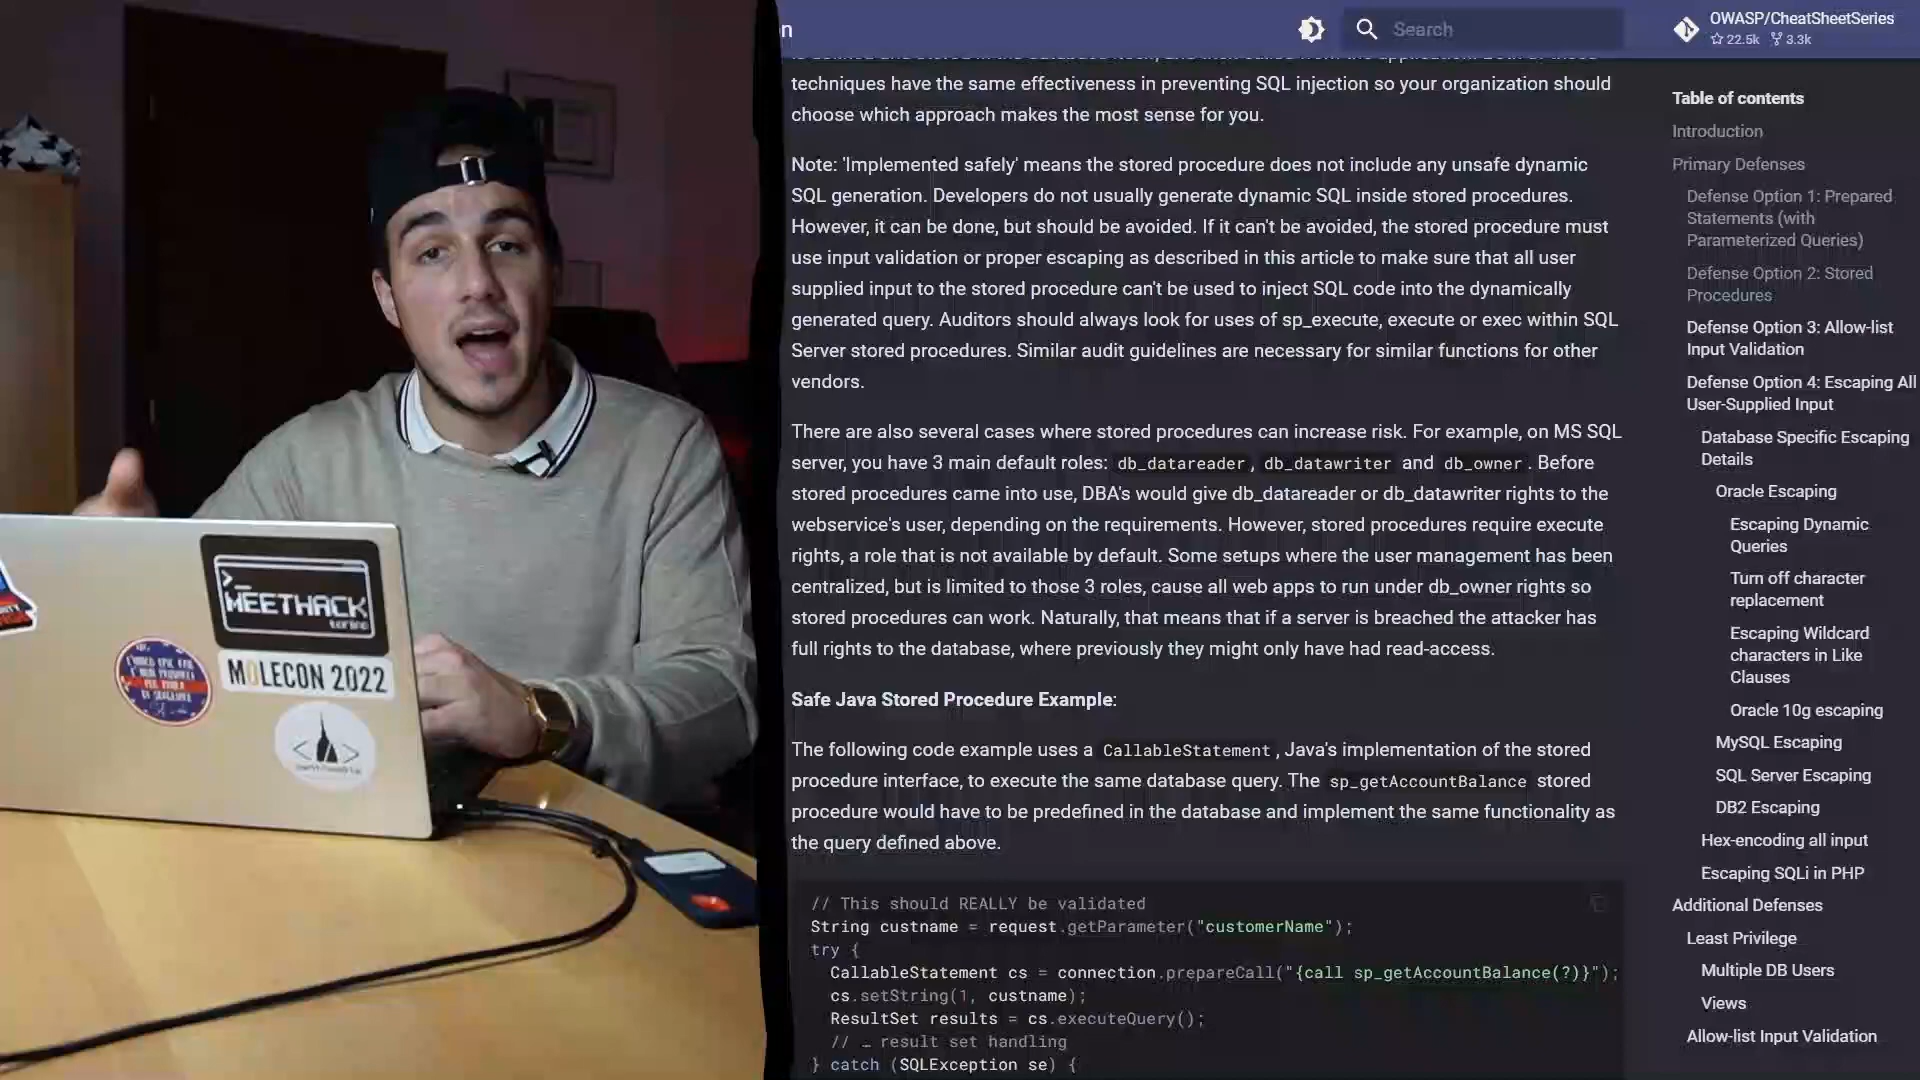 n
Search
OWASP/CheatSheetSeries
22.5k 3.3k
techniques have the same effectiveness in preventing SQL injection so your organization should
choose which approach makes the most sense for you.
Note: 'Implemented safely' means the stored procedure does not include any unsafe dynamic
SQL generation. Developers do not usually generate dynamic SQL inside stored procedures.
However, it can be done, but should be avoided. If it can't be avoided, the stored procedure must
use input validation or proper escaping as described in this article to make sure that all user
supplied input to the stored procedure can't be used to inject SQL code into the dynamically
generated query. Auditors should always look for uses of sp_execute, execute or exec within SQL
Server stored procedures. Similar audit guidelines are necessary for similar functions for other
vendors.
There are also several cases where stored procedures can increase risk. For example, on MS SQL
server, you have 3 main default roles: db_datareader, db_datawriter and db_owner. Before
stored procedures came into use, DBA's would give db_datareader or db_datawriter rights to the
webservice's user, depending on the requirements. However, stored procedures require execute
rights, a role that is not available by default. Some setups where the user management has been
centralized, but is limited to those 3 roles, cause all web apps to run under db_owner rights so
stored procedures can work. Naturally, that means that if a server is breached the attacker has
full rights to the database, where previously they might only have had read-access.
Safe Java Stored Procedure Example:
The following code example uses a CallableStatement, Java's implementation of the stored
procedure interface, to execute the same database query. The sp_getAccountBalance stored
procedure would have to be predefined in the database and implement the same functionality as
the query defined above.
// This should REALLY be validated
String custname = request.getParameter("customerName");
try {
CallableStatement cs = connection.prepareCall("{call sp_getAccountBalance(?)}");
cs.setString(1, custname);
ResultSet results = cs.executeQuery();
// … result set handling
} catch (SQLException se) {
Table of contents
Introduction
Primary Defenses
Defense Option 1: Prepared
Statements (with
Parameterized Queries)
Defense Option 2: Stored
Procedures
Defense Option 3: Allow-list
Input Validation
Defense Option 4: Escaping All
User-Supplied Input
Database Specific Escaping
Details
Oracle Escaping
Escaping Dynamic
Queries
Turn off character
replacement
Escaping Wildcard
characters in Like
Clauses
Oracle 10g escaping
MySQL Escaping
SQL Server Escaping
DB2 Escaping
Hex-encoding all input
Escaping SQLi in PHP
Additional Defenses
Least Privilege
Multiple DB Users
Views
Allow-list Input Validation
>_
MEETHACK
torino
MOLECON 2022